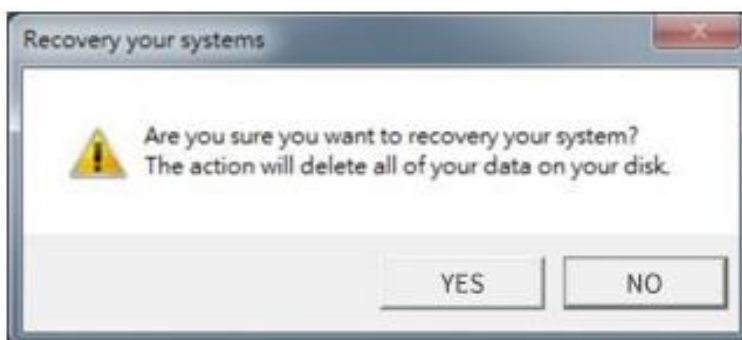 Recovery your systems
Are you sure you want to recovery your system?
The action will delete all of your data on your disk.
YES
NO